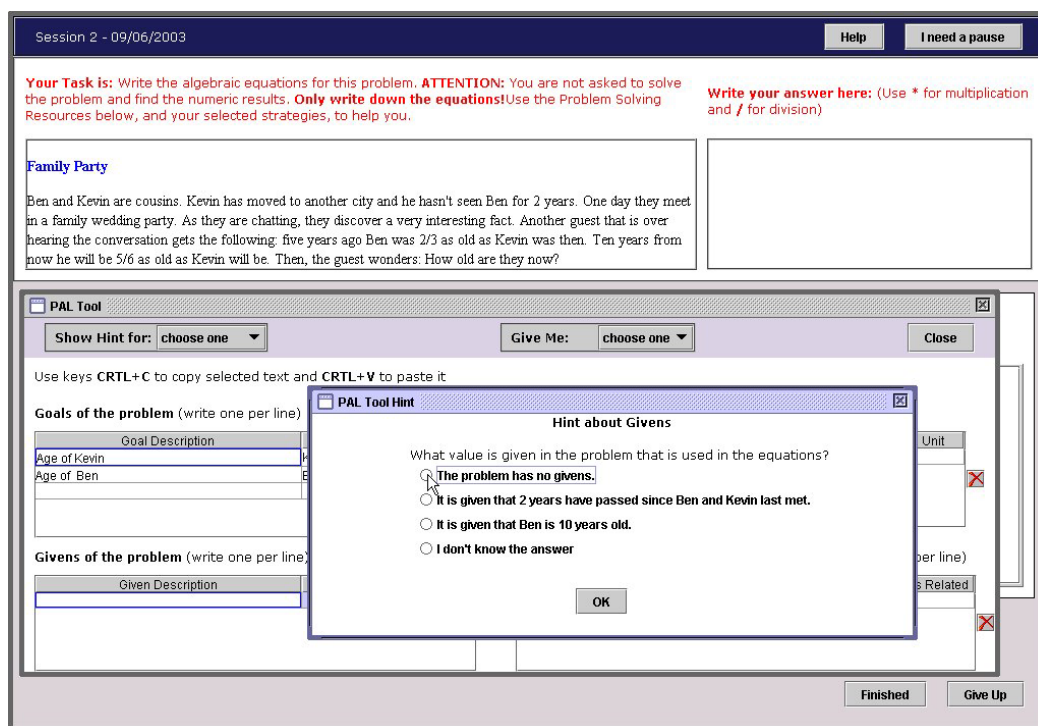 Session 2 - 09/06/2003
Help
I need a pause
Your Task is: Write the algebraic equations for this problem. ATTENTION: You are not asked to solve
the problem and find the numeric results. Only write down the equations!Use the Problem Solving
Resources below, and your selected strategies, to help you.
Write your answer here: (Use * for multiplication
and / for division)
Family Party
Ben and Kevin are cousins. Kevin has moved to another city and he hasn't seen Ben for 2 years. One day they meet
in a family wedding party. As they are chatting, they discover a very interesting fact. Another guest that is over
hearing the conversation gets the following: five years ago Ben was 2/3 as old as Kevin was then. Ten years from
now he will be 5/6 as old as Kevin will be. Then, the guest wonders: How old are they now?
PAL Tool
Show Hint for: choose one
Give Me: choose one
Close
Use keys CRTL+C to copy selected text and CRTL+V to paste it
Goals of the problem (write one per line)
Goal Description
Unit
Age of Kevin
Age of Ben
PAL Tool Hint
Hint about Givens
What value is given in the problem that is used in the equations?
The problem has no givens.
It is given that 2 years have passed since Ben and Kevin last met.
It is given that Ben is 10 years old.
I don't know the answer
OK
Givens of the problem (write one per line)
per line)
Given Description
s Related
Finished
Give Up